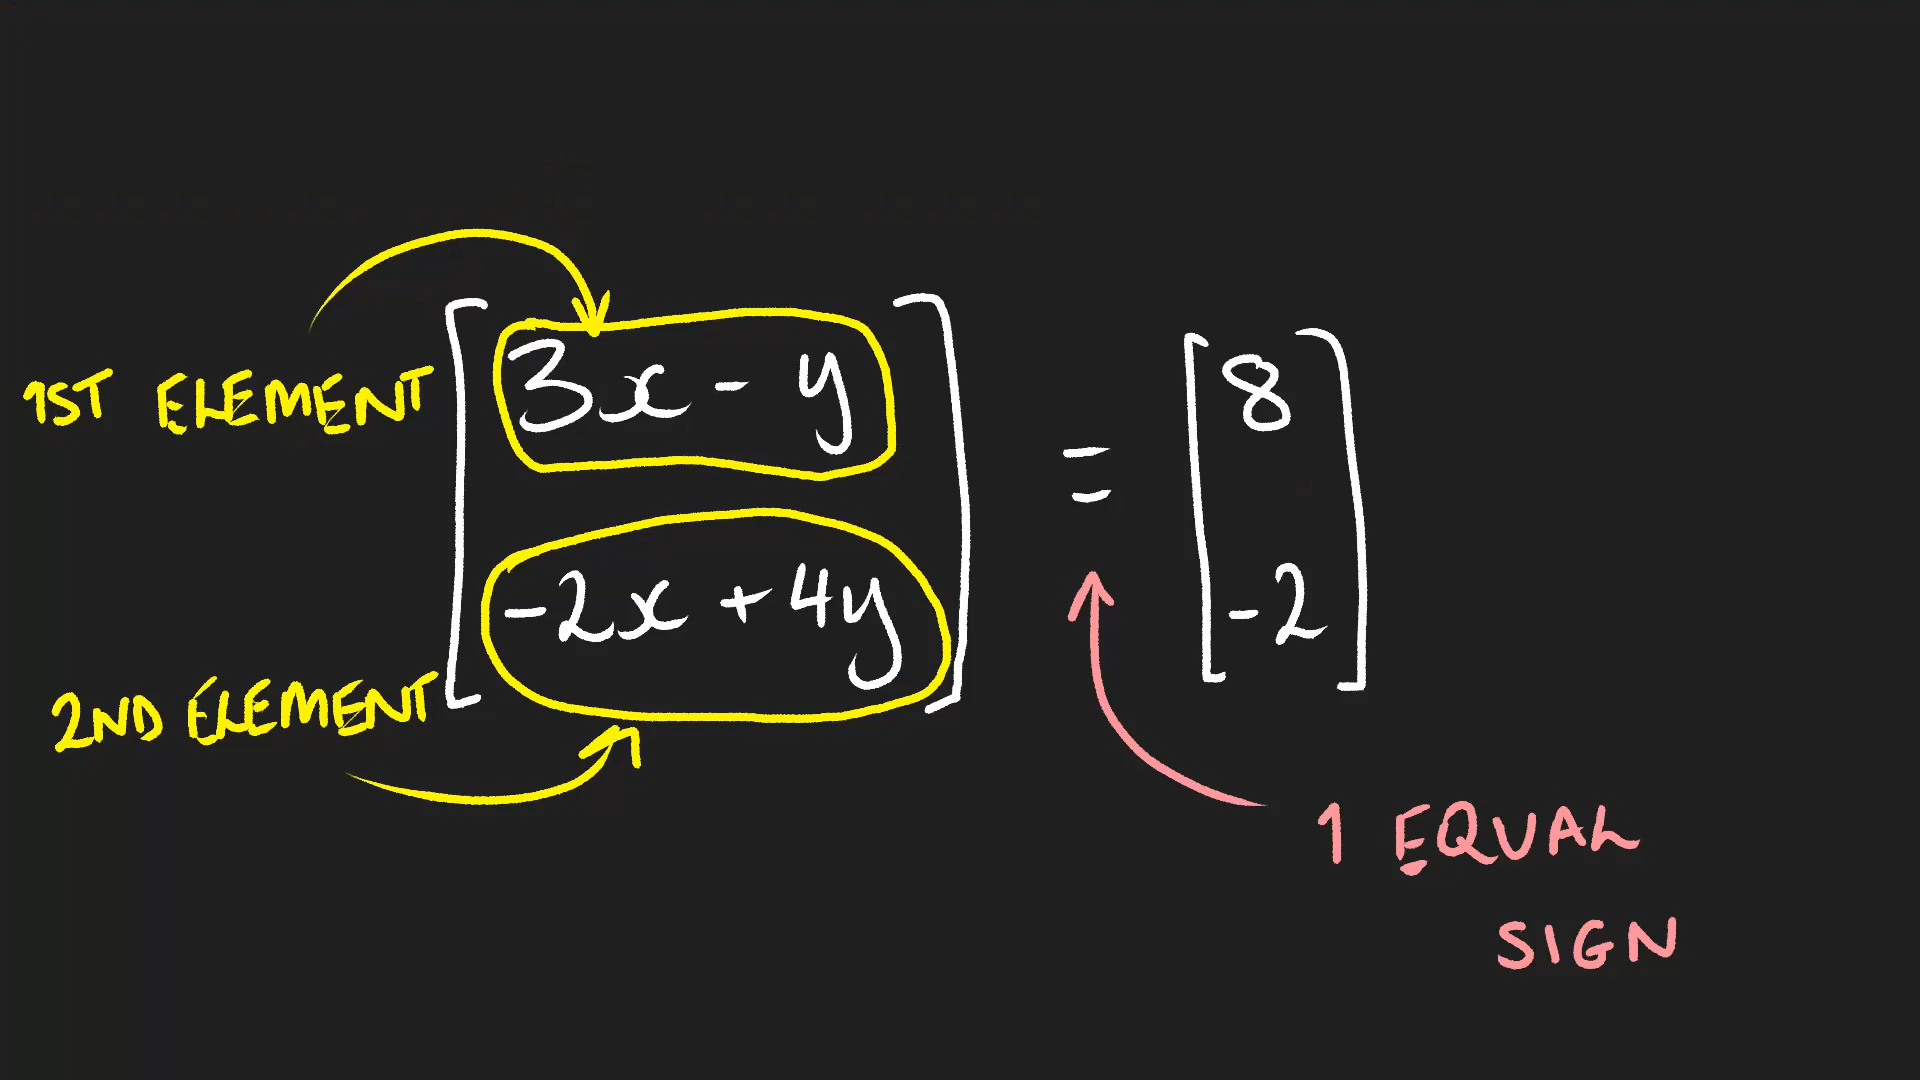 1ST ELEMENT
3x - y
-2x + 4y
2ND ELEMENT
=
8
-2
1 EQUAL
SIGN